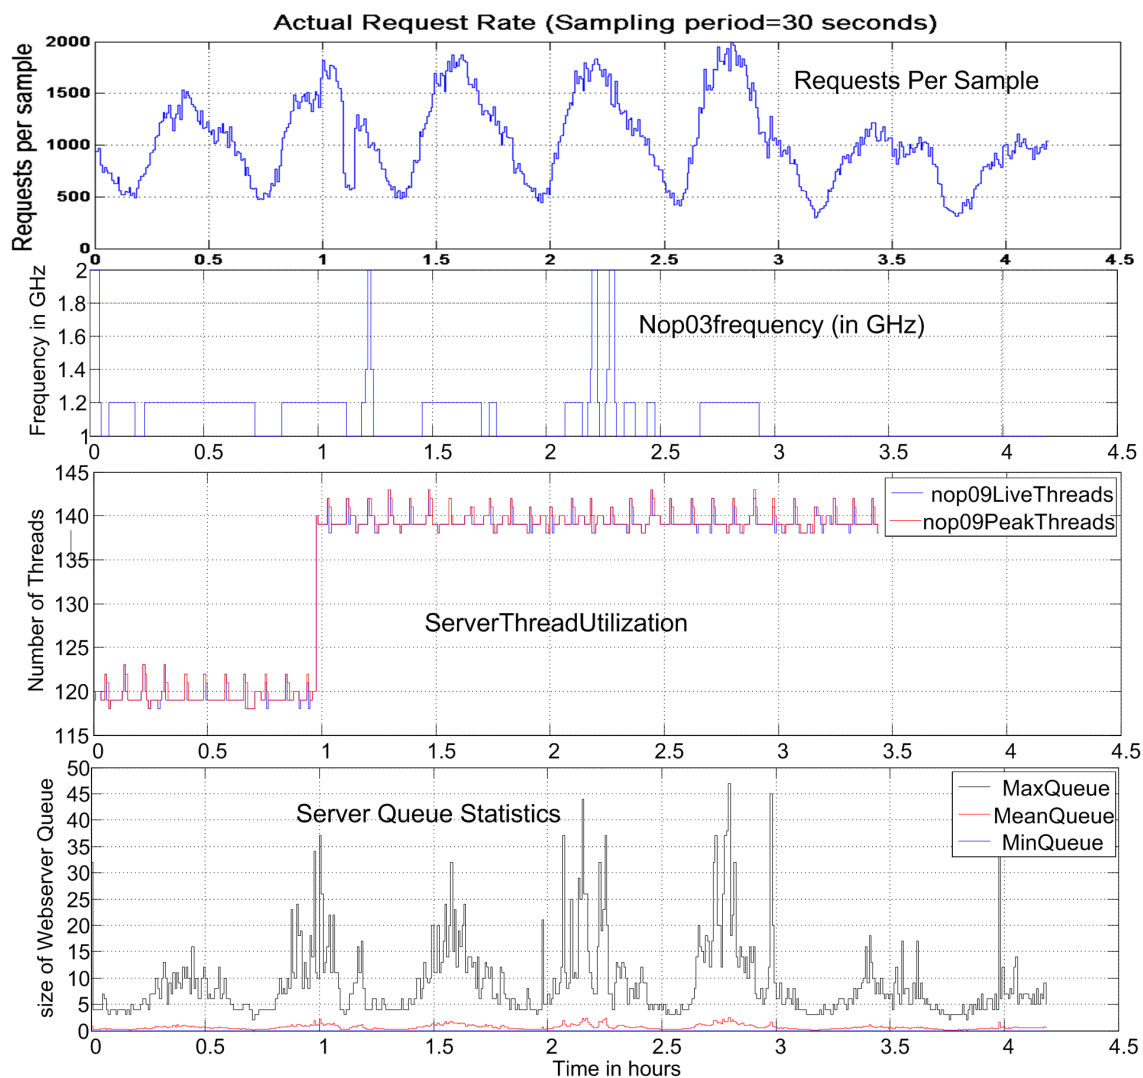 Actual Request Rate (Sampling period=30 seconds)
Requests per sample
2000
1500
1000
500
0
Requests Per Sample
0 0.5 1 1.5 2 2.5 3 3.5 4 4.5
Frequency in GHz
2
1.8
1.6
1.4
1.2
1
Nop03frequency (in GHz)
0 0.5 1 1.5 2 2.5 3 3.5 4 4.5
Number of Threads
145
140
135
130
125
120
115
nop09LiveThreads
nop09PeakThreads
ServerThreadUtilization
0 0.5 1 1.5 2 2.5 3 3.5 4 4.5
size of Webserver Queue
50
45
40
35
30
25
20
15
10
5
0
Server Queue Statistics
MaxQueue
MeanQueue
MinQueue
0 0.5 1 1.5 2 2.5 3 3.5 4 4.5
Time in hours